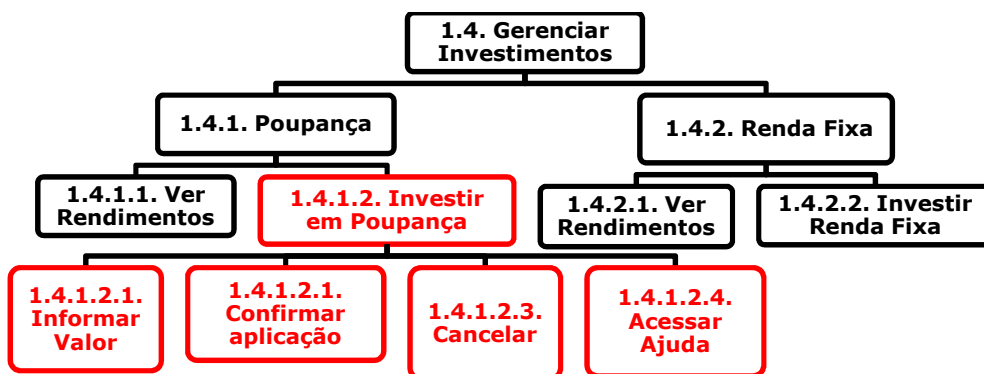 1.4. Gerenciar
Investimentos
1.4.1. Poupança
1.4.2. Renda Fixa
1.4.1.1. Ver
Rendimentos
1.4.1.2. Investir
em Poupança
1.4.2.1. Ver
Rendimentos
1.4.2.2. Investir
Renda Fixa
1.4.1.2.1.
Informar
Valor
1.4.1.2.1.
Confirmar
aplicação
1.4.1.2.3.
Cancelar
1.4.1.2.4.
Acessar
Ajuda